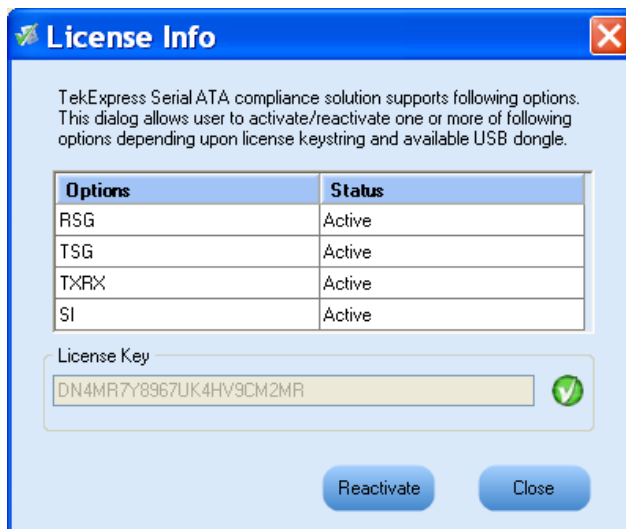 License Info
TekExpress Serial ATA compliance solution supports following options.
This dialog allows user to activate/reactivate one or more of following
options depending upon license keystring and available USB dongle.
Options Status
RSG Active
TSG Active
TXRX Active
SI Active
License Key
DN4MR7Y8967UK4HV9CM2MR
Reactivate Close